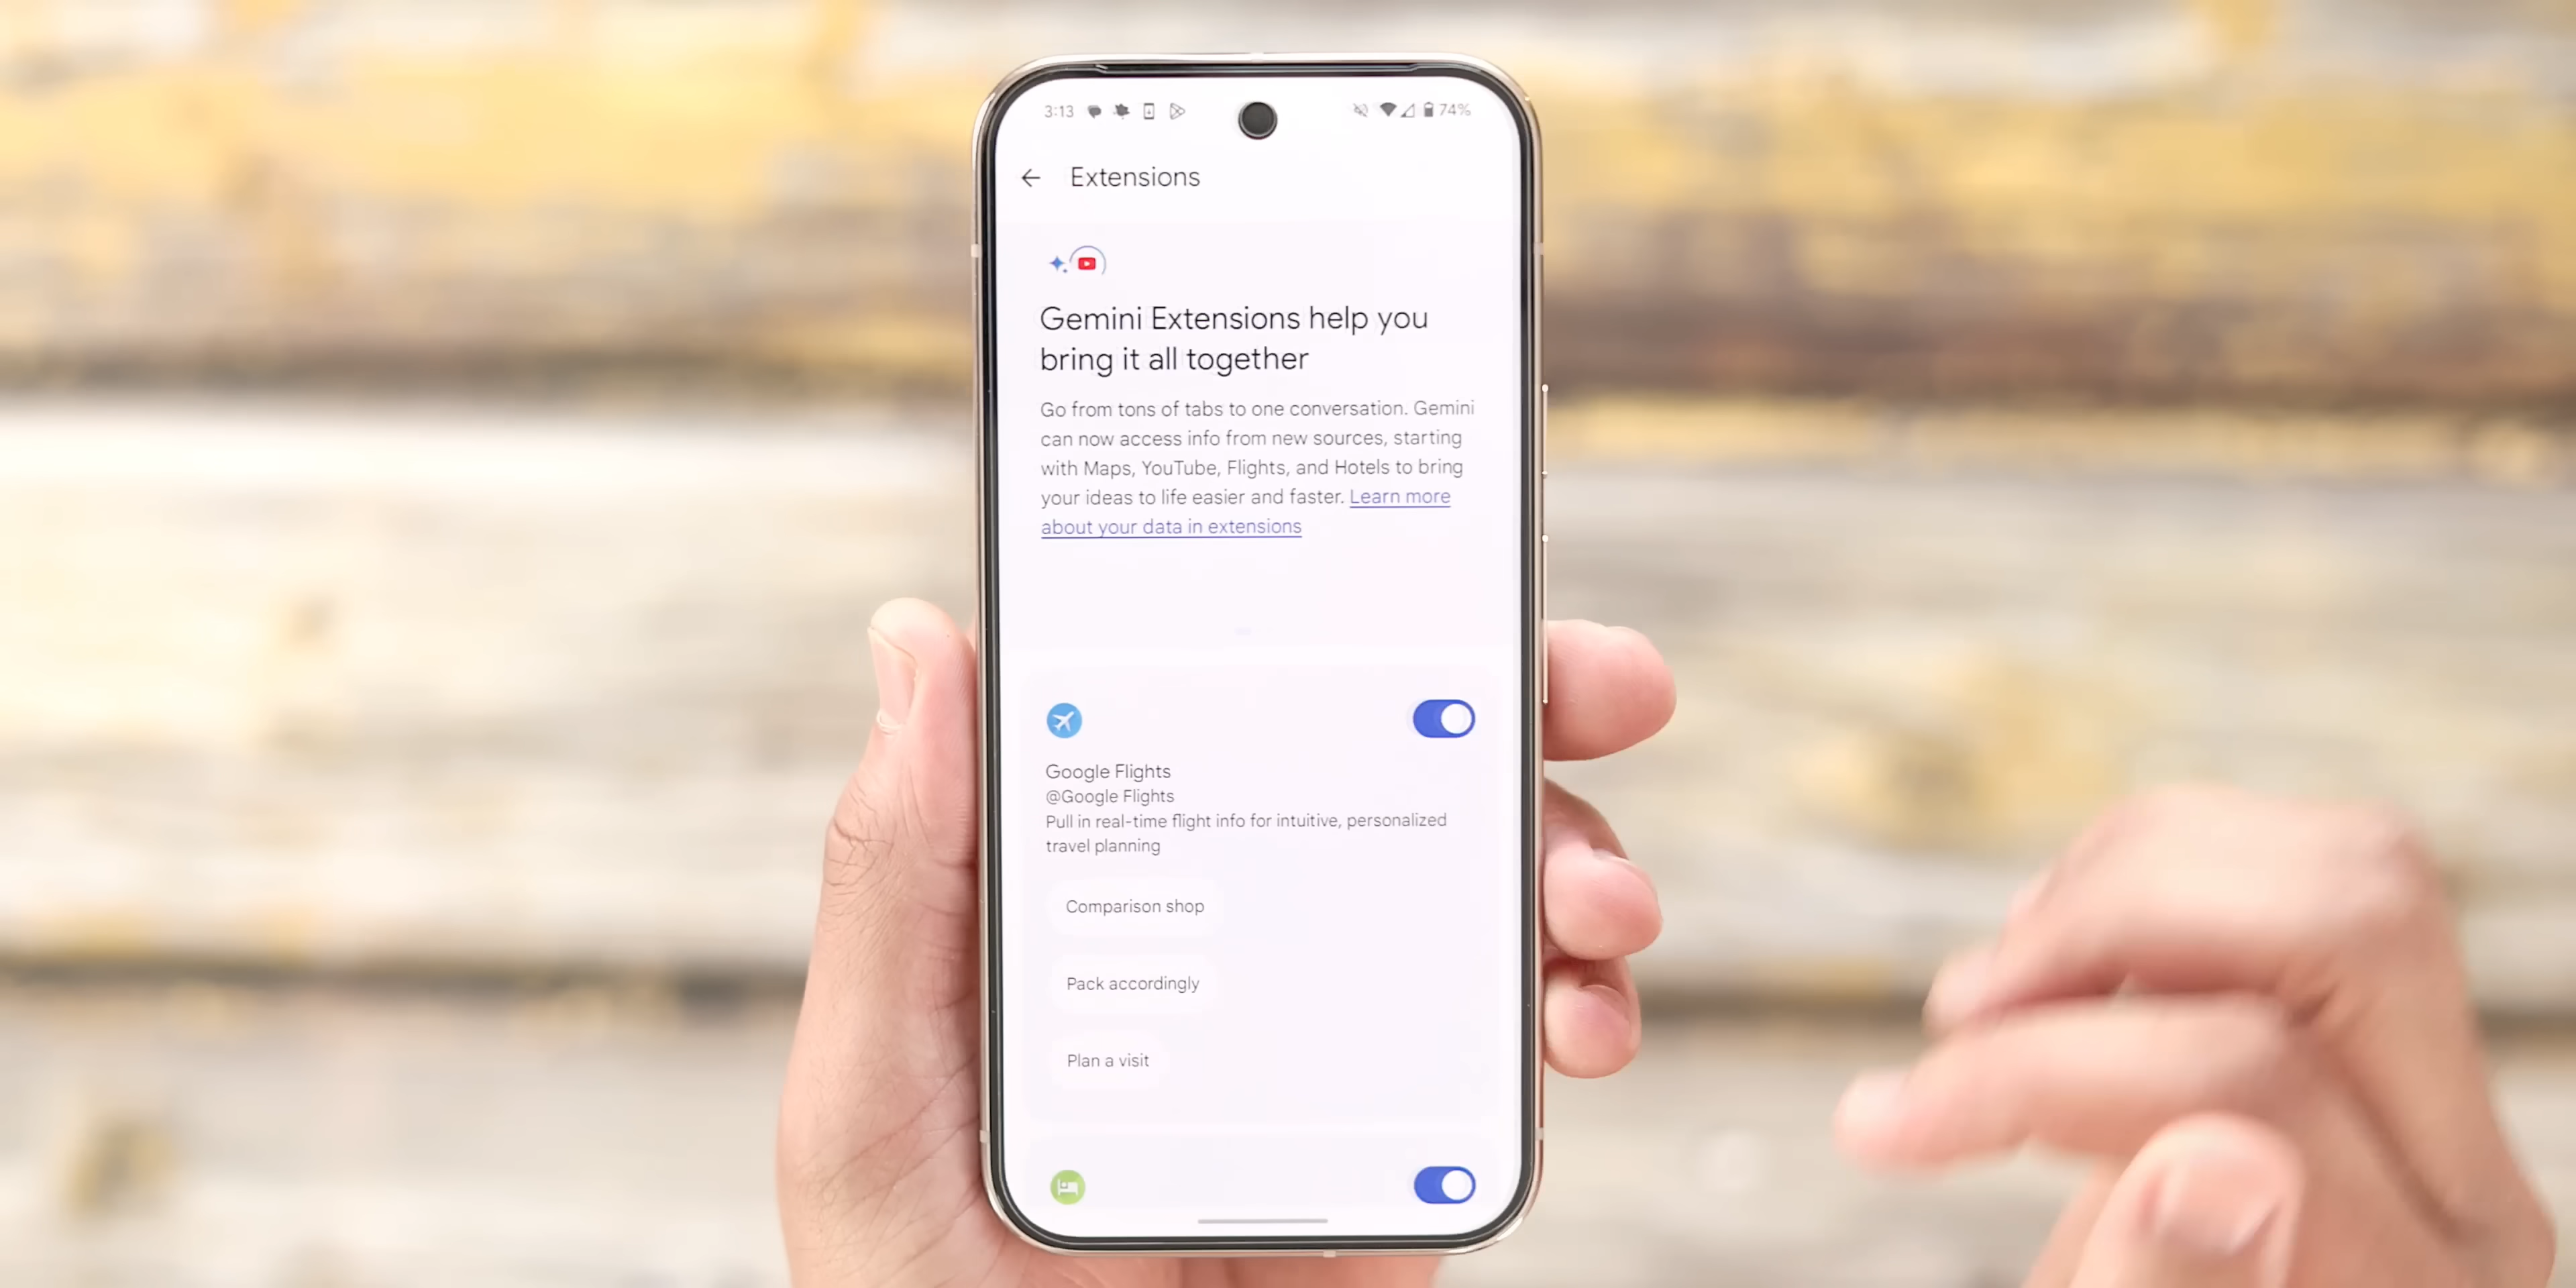 3:13
74%
Extensions
Gemini Extensions help you
bring it all together
Go from tons of tabs to one conversation. Gemini
can now access info from new sources, starting
with Maps, YouTube, Flights, and Hotels to bring
your ideas to life easier and faster. Learn more
about your data in extensions
Google Flights
@Google Flights
Pull in real-time flight info for intuitive, personalized
travel planning
Comparison shop
Pack accordingly
Plan a visit